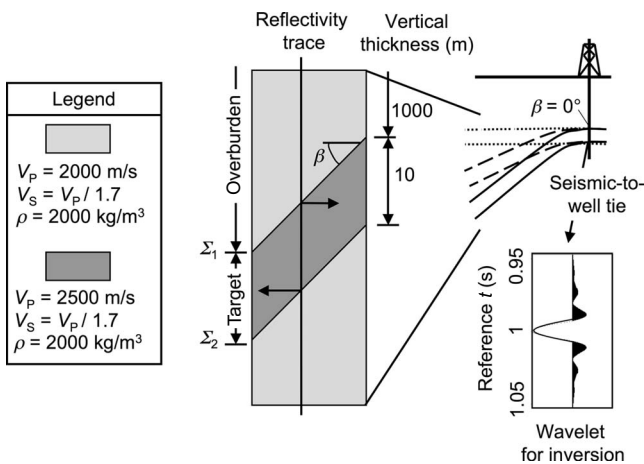 Reflectivity
trace
Vertical
thickness (m)
Legend
V_P = 2000 m/s
V_S = V_P / 1.7
ρ = 2000 kg/m³
V_P = 2500 m/s
V_S = V_P / 1.7
ρ = 2000 kg/m³
Overburden
Target
Σ₁
Σ₂
β
1000
10
β = 0°
Seismic-to-
well tie
Reference t (s)
0.95
1
1.05
Wavelet
for inversion